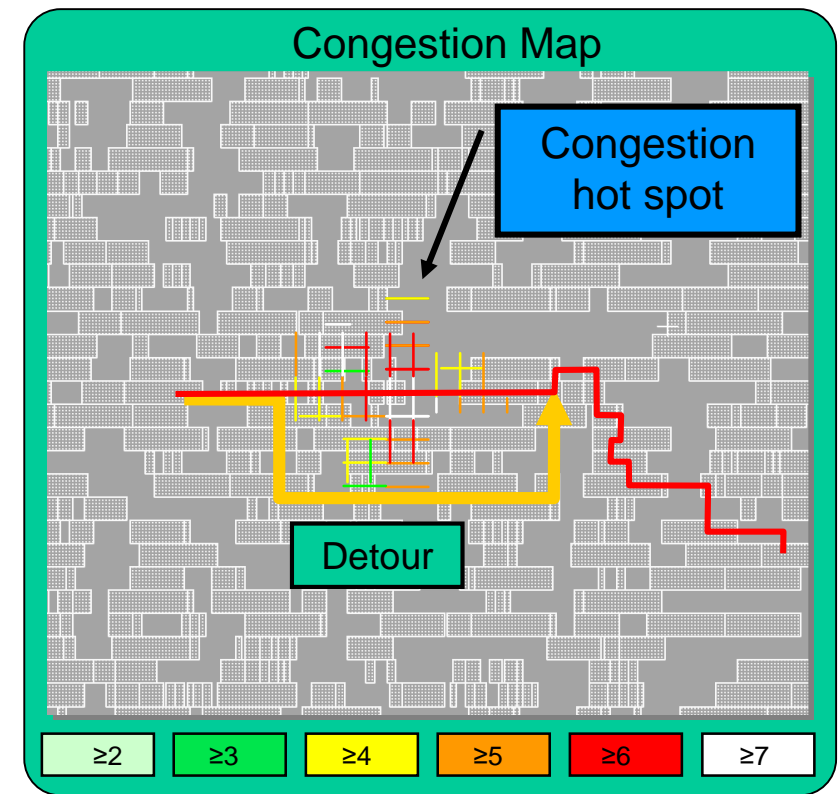 Congestion Map
Congestion
hot spot
Detour
≥2 ≥3 ≥4 ≥5 ≥6 ≥7